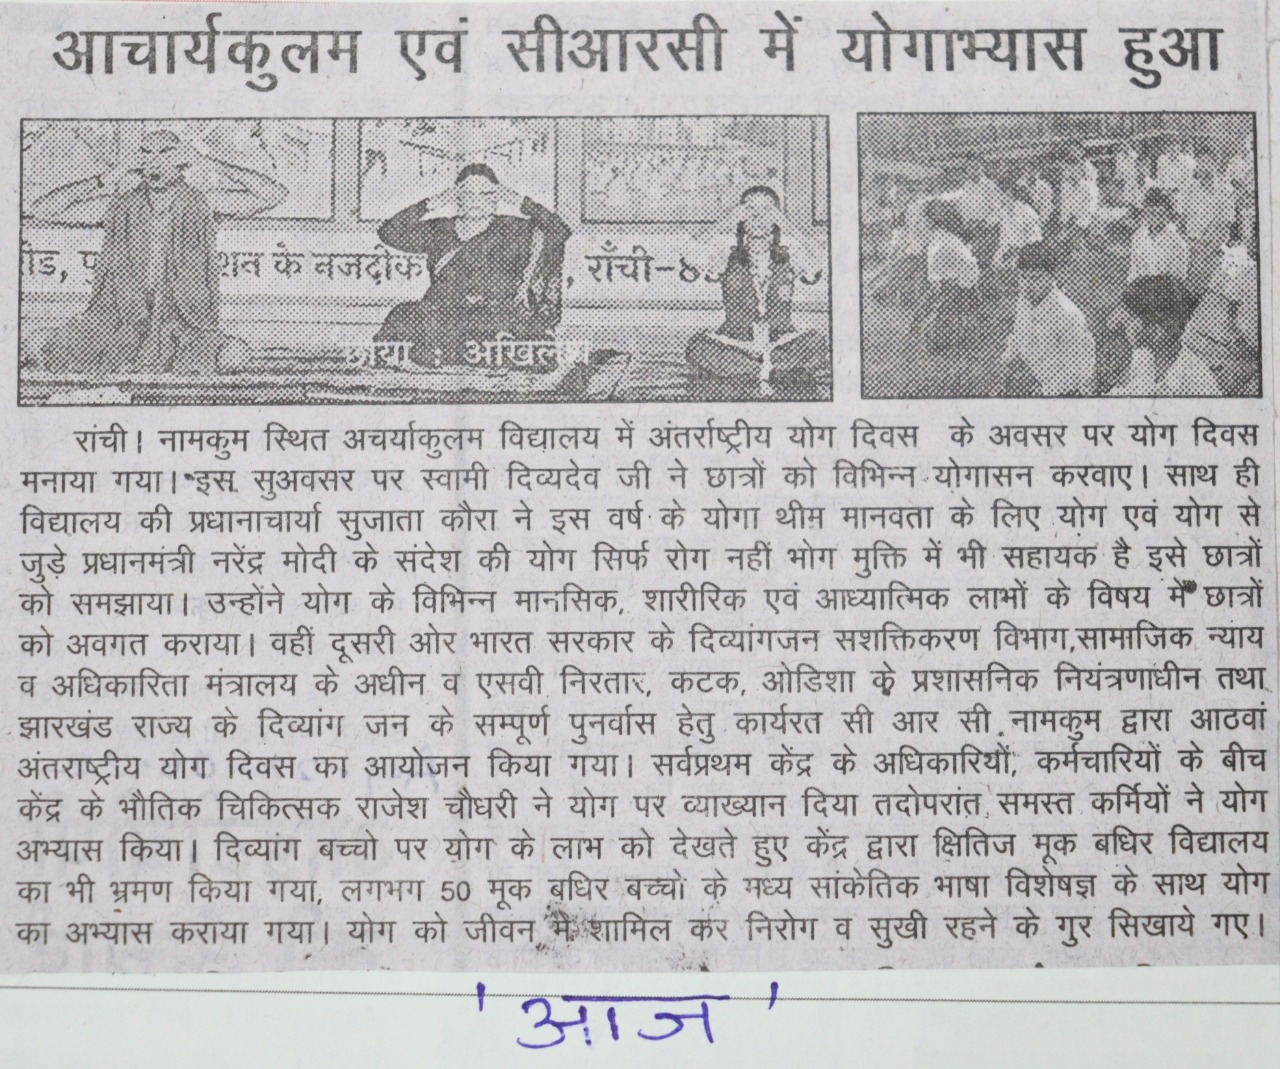 आचार्यकुलम एवं सीआरसी में योगाभ्यास हुआ
रोड, शन के नजदीक , राँची-
छाया : अखिलेश
रांची। नामकुम स्थित अचर्याकुलम विद्यालय में अंतर्राष्ट्रीय योग दिवस के अवसर पर योग दिवस
मनाया गया। इस सुअवसर पर स्वामी दिव्यदेव जी ने छात्रों को विभिन्न योगासन करवाए। साथ ही
विद्यालय की प्रधानाचार्या सुजाता कौरा ने इस वर्ष के योगा थीम मानवता के लिए योग एवं योग से
जुड़े प्रधानमंत्री नरेंद्र मोदी के संदेश की योग सिर्फ रोग नहीं भोग मुक्ति में भी सहायक है इसे छात्रों
को समझाया। उन्होंने योग के विभिन्न मानसिक, शारीरिक एवं आध्यात्मिक लाभों के विषय में छात्रों
को अवगत कराया। वहीं दूसरी ओर भारत सरकार के दिव्यांगजन सशक्तिकरण विभाग,सामाजिक न्याय
व अधिकारिता मंत्रालय के अधीन व एसवी निरतार, कटक, ओडिशा के प्रशासनिक नियंत्रणाधीन तथा
झारखंड राज्य के दिव्यांग जन के सम्पूर्ण पुनर्वास हेतु कार्यरत सी आर सी नामकुम द्वारा आठवां
अंतराष्ट्रीय योग दिवस का आयोजन किया गया। सर्वप्रथम केंद्र के अधिकारियों, कर्मचारियों के बीच
केंद्र के भौतिक चिकित्सक राजेश चौधरी ने योग पर व्याख्यान दिया तदोपरांत समस्त कर्मियों ने योग
अभ्यास किया। दिव्यांग बच्चो पर योग के लाभ को देखते हुए केंद्र द्वारा क्षितिज मूक बधिर विद्यालय
का भी भ्रमण किया गया, लगभग 50 मूक बधिर बच्चो के मध्य सांकेतिक भाषा विशेषज्ञ के साथ योग
का अभ्यास कराया गया। योग को जीवन मे शामिल कर निरोग व सुखी रहने के गुर सिखाये गए।
'आज'